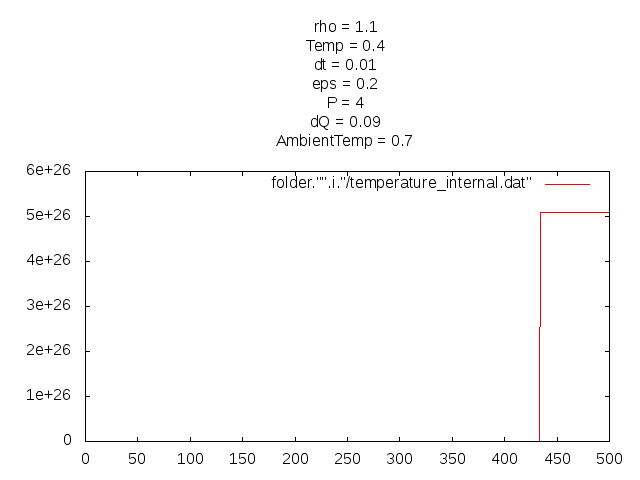 rho = 1.1
Temp = 0.4
dt = 0.01
eps = 0.2
P = 4
dQ = 0.09
AmbientTemp = 0.7
6e+26
folder."".i."/temperature_internal.dat"
5e+26
4e+26
3e+26
2e+26
1e+26
0
0 50 100 150 200 250 300 350 400 450 500